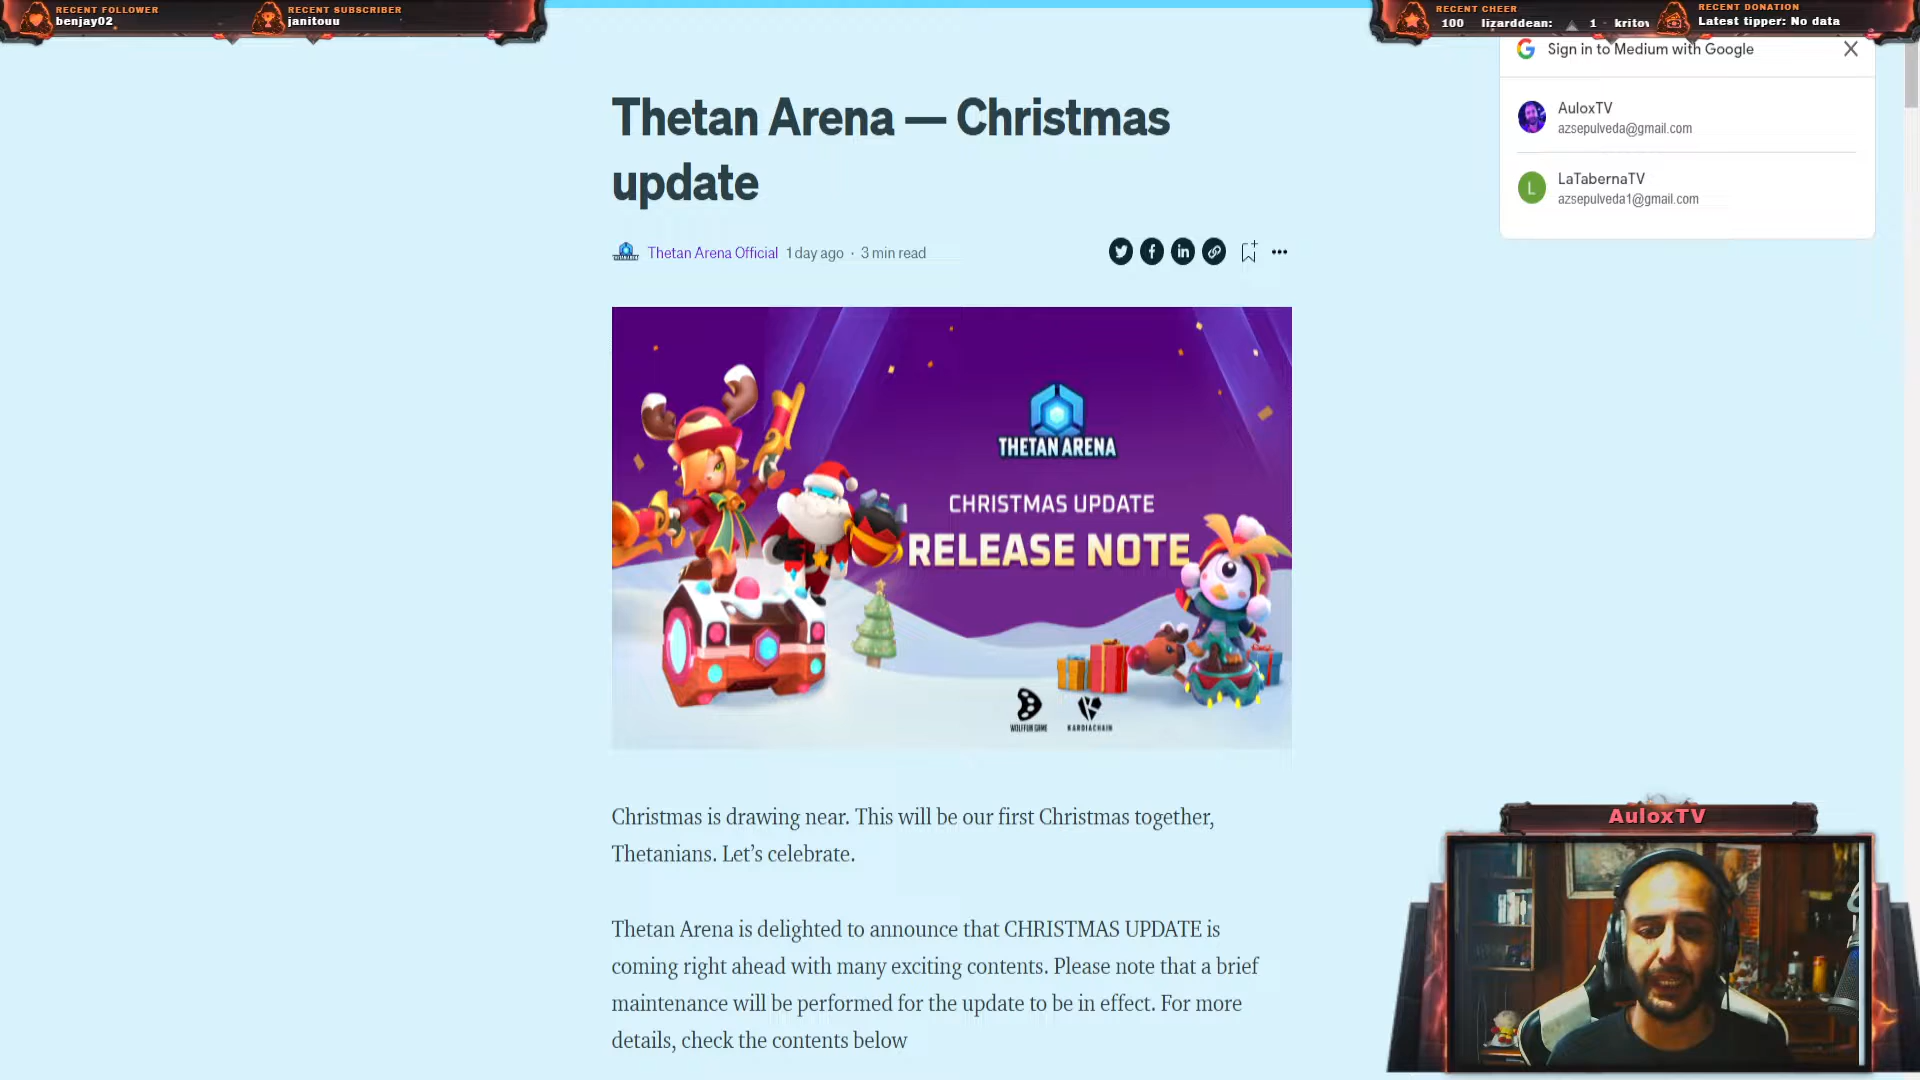 RECENT FOLLOWER
benjay02
RECENT SUBSCRIBER
janitouu
RECENT CHEER
100 lizarddean: 1 - kritov
RECENT DONATION
Latest tipper: No data
Sign in to Medium with Google
AuloxTV
azsepulveda@gmail.com
L
LaTabernaTV
azsepulveda1@gmail.com
Thetan Arena — Christmas
update
Thetan Arena Official 1 day ago · 3 min read
THETAN ARENA
CHRISTMAS UPDATE
RELEASE NOTE
WOLFFUN GAME
KARDIACHAIN
Christmas is drawing near. This will be our first Christmas together,
Thetanians. Let’s celebrate.
Thetan Arena is delighted to announce that CHRISTMAS UPDATE is
coming right ahead with many exciting contents. Please note that a brief
maintenance will be performed for the update to be in effect. For more
details, check the contents below
AuloxTV